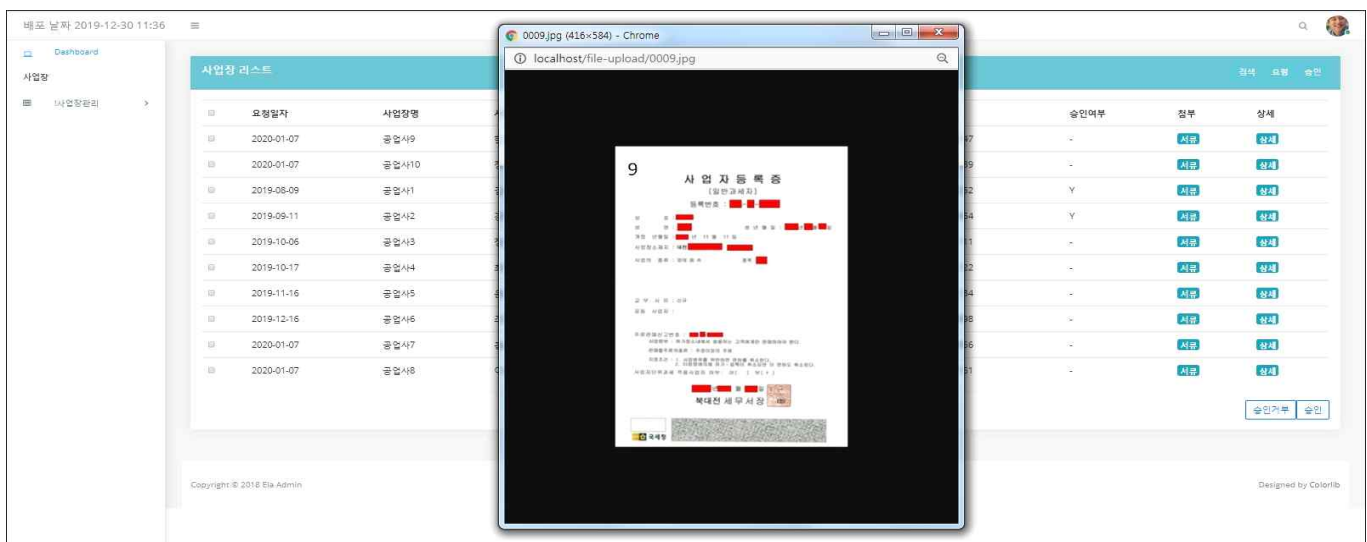 배포 날짜 2019-12-30 11:36
Dashboard
사업장
!사업장관리
사업장 리스트
검색 요청 승인
요청일자 사업장명 승인여부 첨부 상세
2020-01-07 공업사9 - 서류 상세
2020-01-07 공업사10 - 서류 상세
2019-08-09 공업사1 Y 서류 상세
2019-09-11 공업사2 Y 서류 상세
2019-10-06 공업사3 - 서류 상세
2019-10-17 공업사4 - 서류 상세
2019-11-16 공업사5 - 서류 상세
2019-12-16 공업사6 - 서류 상세
2020-01-07 공업사7 - 서류 상세
2020-01-07 공업사8 - 서류 상세
승인거부 승인
Copyright © 2018 Ela Admin
Designed by Colorlib
0009.jpg (416×584) - Chrome
localhost/file-upload/0009.jpg
9
사 업 자 등 록 증
(일반과세자)
등록번호 :
북대전 세 무 서 장
국세청